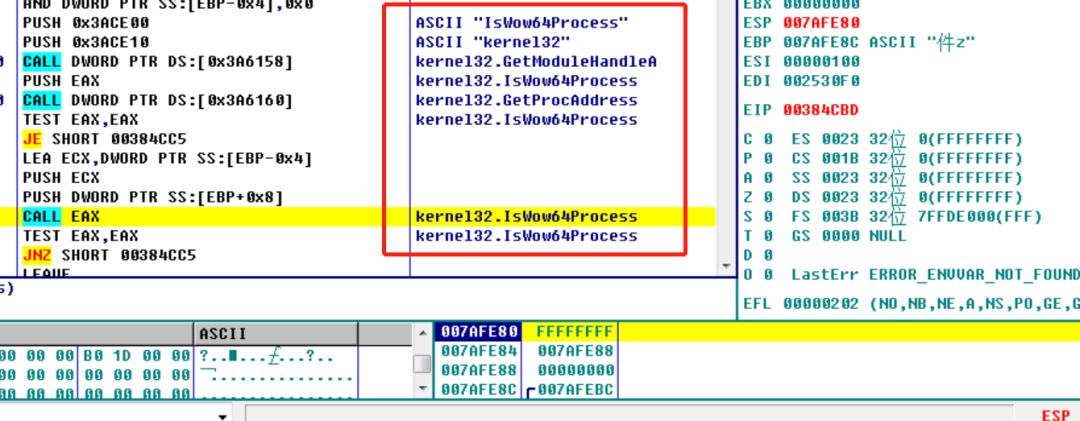 AND DWORD PTR SS:[EBP-0x4],0x0
PUSH 0x3ACE00 ASCII "IsWow64Process"
PUSH 0x3ACE10 ASCII "kernel32"
CALL DWORD PTR DS:[0x3A6158] kernel32.GetModuleHandleA
PUSH EAX kernel32.IsWow64Process
CALL DWORD PTR DS:[0x3A6160] kernel32.GetProcAddress
TEST EAX,EAX kernel32.IsWow64Process
JE SHORT 00384CC5
LEA ECX,DWORD PTR SS:[EBP-0x4]
PUSH ECX
PUSH DWORD PTR SS:[EBP+0x8]
CALL EAX kernel32.IsWow64Process
TEST EAX,EAX kernel32.IsWow64Process
JNZ SHORT 00384CC5
LEAVE
s)
EBX 00000000
ESP 007AFE80
EBP 007AFE8C ASCII "件z"
ESI 00000100
EDI 002530F0
EIP 00384CBD
C 0 ES 0023 32位 0(FFFFFFFF)
P 0 CS 001B 32位 0(FFFFFFFF)
A 0 SS 0023 32位 0(FFFFFFFF)
Z 0 DS 0023 32位 0(FFFFFFFF)
S 0 FS 003B 32位 7FFDE000(FFF)
T 0 GS 0000 NULL
D 0
O 0 LastErr ERROR_ENVVAR_NOT_FOUND
EFL 00000202 (NO,NB,NE,A,NS,PO,GE,G
ASCII
00 00 00 B0 1D 00 00
00 00 00 00 00 00 00
00 00 00 00 00 00 00
007AFE80 FFFFFFFF
007AFE84 007AFE88
007AFE88 00000000
007AFE8C 007AFEBC
ESP